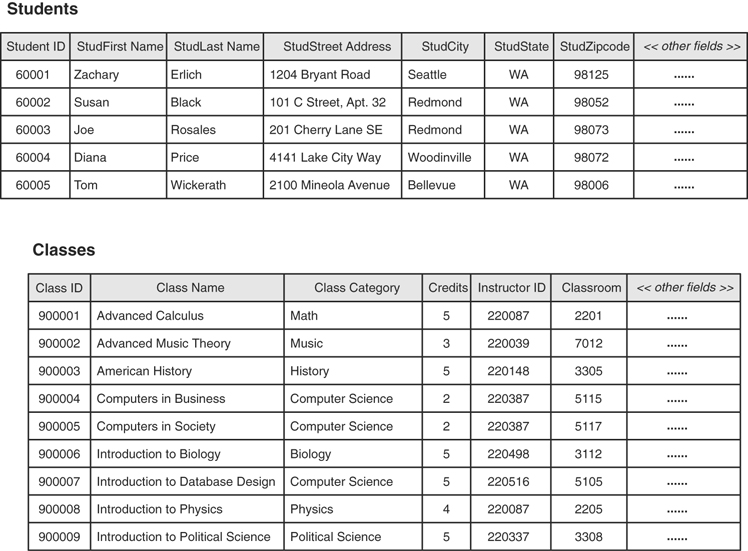 Students
Student ID StudFirst Name StudLast Name StudStreet Address StudCity StudState StudZipcode << other fields >>
60001 Zachary Erlich 1204 Bryant Road Seattle WA 98125 ......
60002 Susan Black 101 C Street, Apt. 32 Redmond WA 98052 ......
60003 Joe Rosales 201 Cherry Lane SE Redmond WA 98073 ......
60004 Diana Price 4141 Lake City Way Woodinville WA 98072 ......
60005 Tom Wickerath 2100 Mineola Avenue Bellevue WA 98006 ......
Classes
Class ID Class Name Class Category Credits Instructor ID Classroom << other fields >>
900001 Advanced Calculus Math 5 220087 2201 ......
900002 Advanced Music Theory Music 3 220039 7012 ......
900003 American History History 5 220148 3305 ......
900004 Computers in Business Computer Science 2 220387 5115 ......
900005 Computers in Society Computer Science 2 220387 5117 ......
900006 Introduction to Biology Biology 5 220498 3112 ......
900007 Introduction to Database Design Computer Science 5 220516 5105 ......
900008 Introduction to Physics Physics 4 220087 2205 ......
900009 Introduction to Political Science Political Science 5 220337 3308 ......